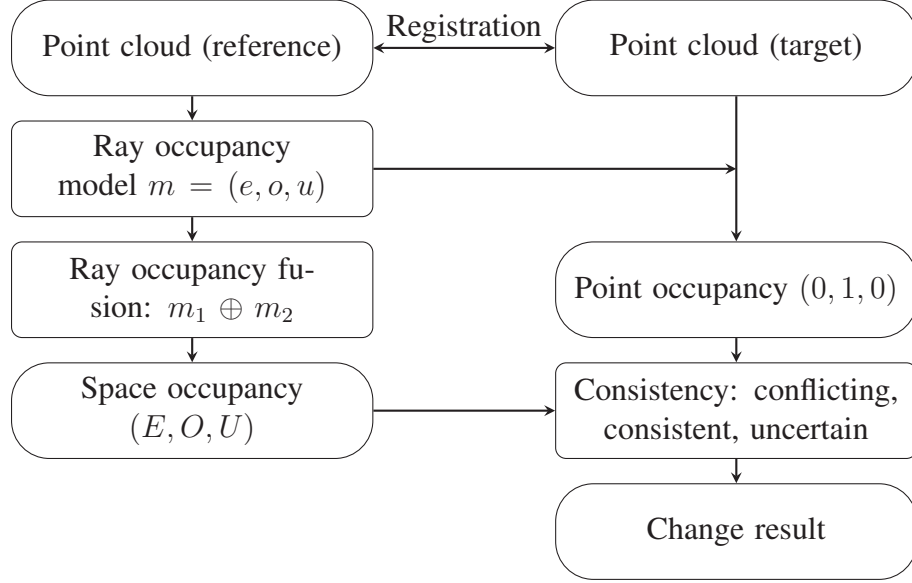 Point cloud (reference)
Registration
Point cloud (target)
Ray occupancy
model m = (e, o, u)
Ray occupancy fu-
sion: m₁ ⊕ m₂
Point occupancy (0, 1, 0)
Space occupancy
(E, O, U)
Consistency: conflicting,
consistent, uncertain
Change result